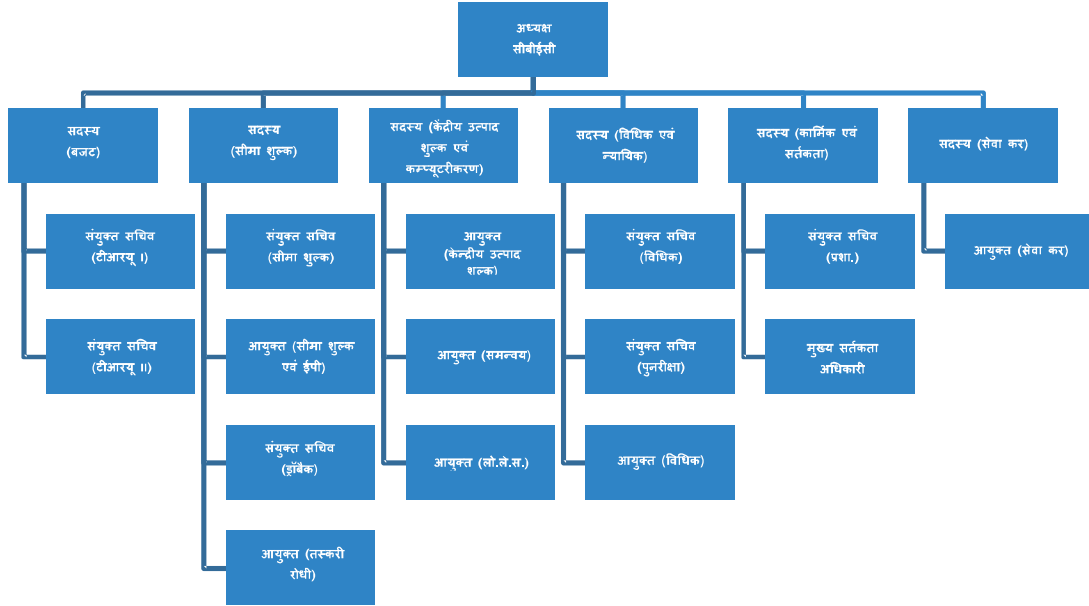 अध्यक्ष
सीबीईसी
सदस्य
(बजट)
संयुक्त सचिव
(टीआरयू I)
संयुक्त सचिव
(टीआरयू II)
सदस्य
(सीमा शुल्क)
संयुक्त सचिव
(सीमा शुल्क)
आयुक्त (सीमा शुल्क
एवं ईपी)
संयुक्त सचिव
(ड्रॉबैक)
आयुक्त (तस्करी
रोधी)
सदस्य (केंद्रीय उत्पाद
शुल्क एवं
कम्प्यूटरीकरण)
आयुक्त
(केन्द्रीय उत्पाद
शुल्क)
आयुक्त (समन्वय)
आयुक्त (लो.ले.स.)
सदस्य (विधिक एवं
न्यायिक)
संयुक्त सचिव
(विधिक)
संयुक्त सचिव
(पुनरीक्षा)
आयुक्त (विधिक)
सदस्य (कार्मिक एवं
सर्तकता)
संयुक्त सचिव
(प्रशा.)
मुख्य सर्तकता
अधिकारी
सदस्य (सेवा कर)
आयुक्त (सेवा कर)